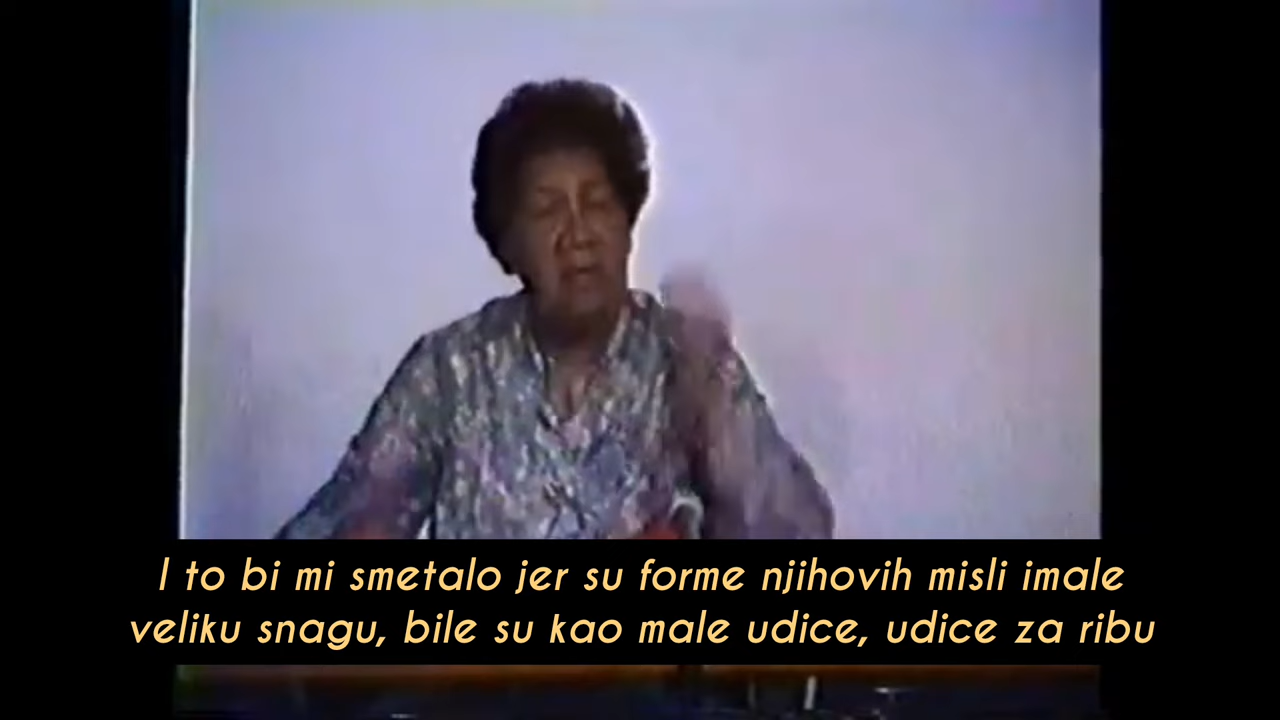 I to bi mi smetalo jer su forme njihovih misli imale
veliku snagu, bile su kao male udice, udice za ribu